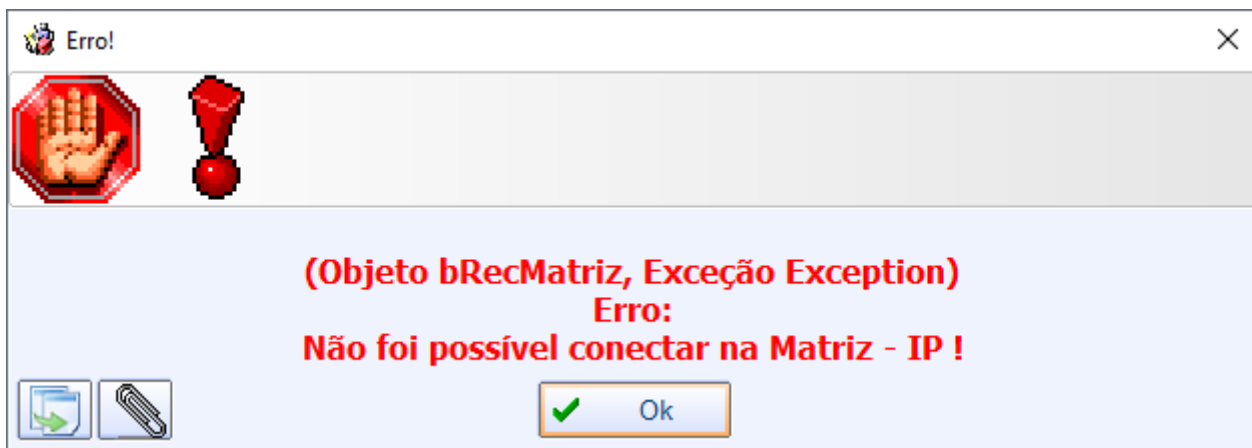 Erro!
(Objeto bRecMatriz, Exceção Exception)
Erro:
Não foi possível conectar na Matriz - IP !
Ok